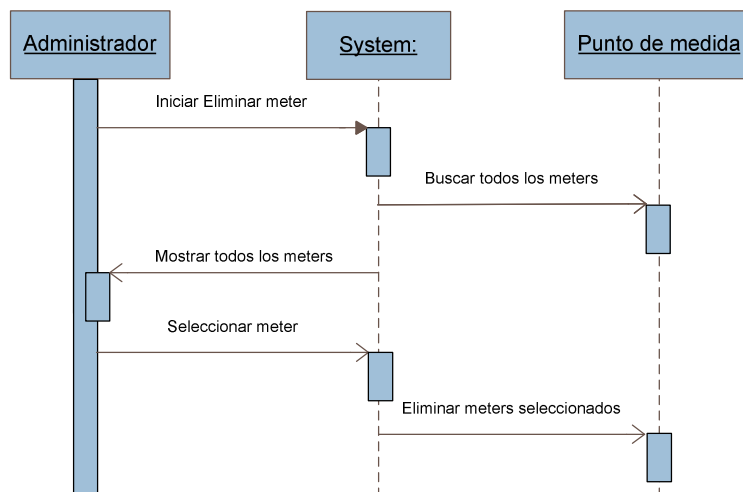 Administrador
System:
Punto de medida
Iniciar Eliminar meter
Buscar todos los meters
Mostrar todos los meters
Seleccionar meter
Eliminar meters seleccionados